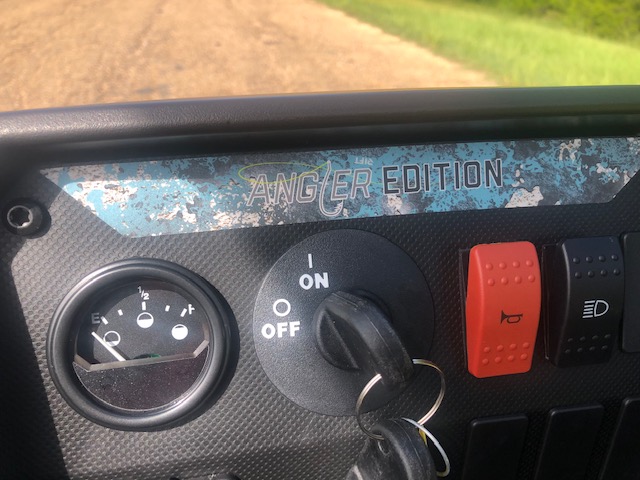 ANGLER EDITION
E 1/2 F
I
ON
O
OFF